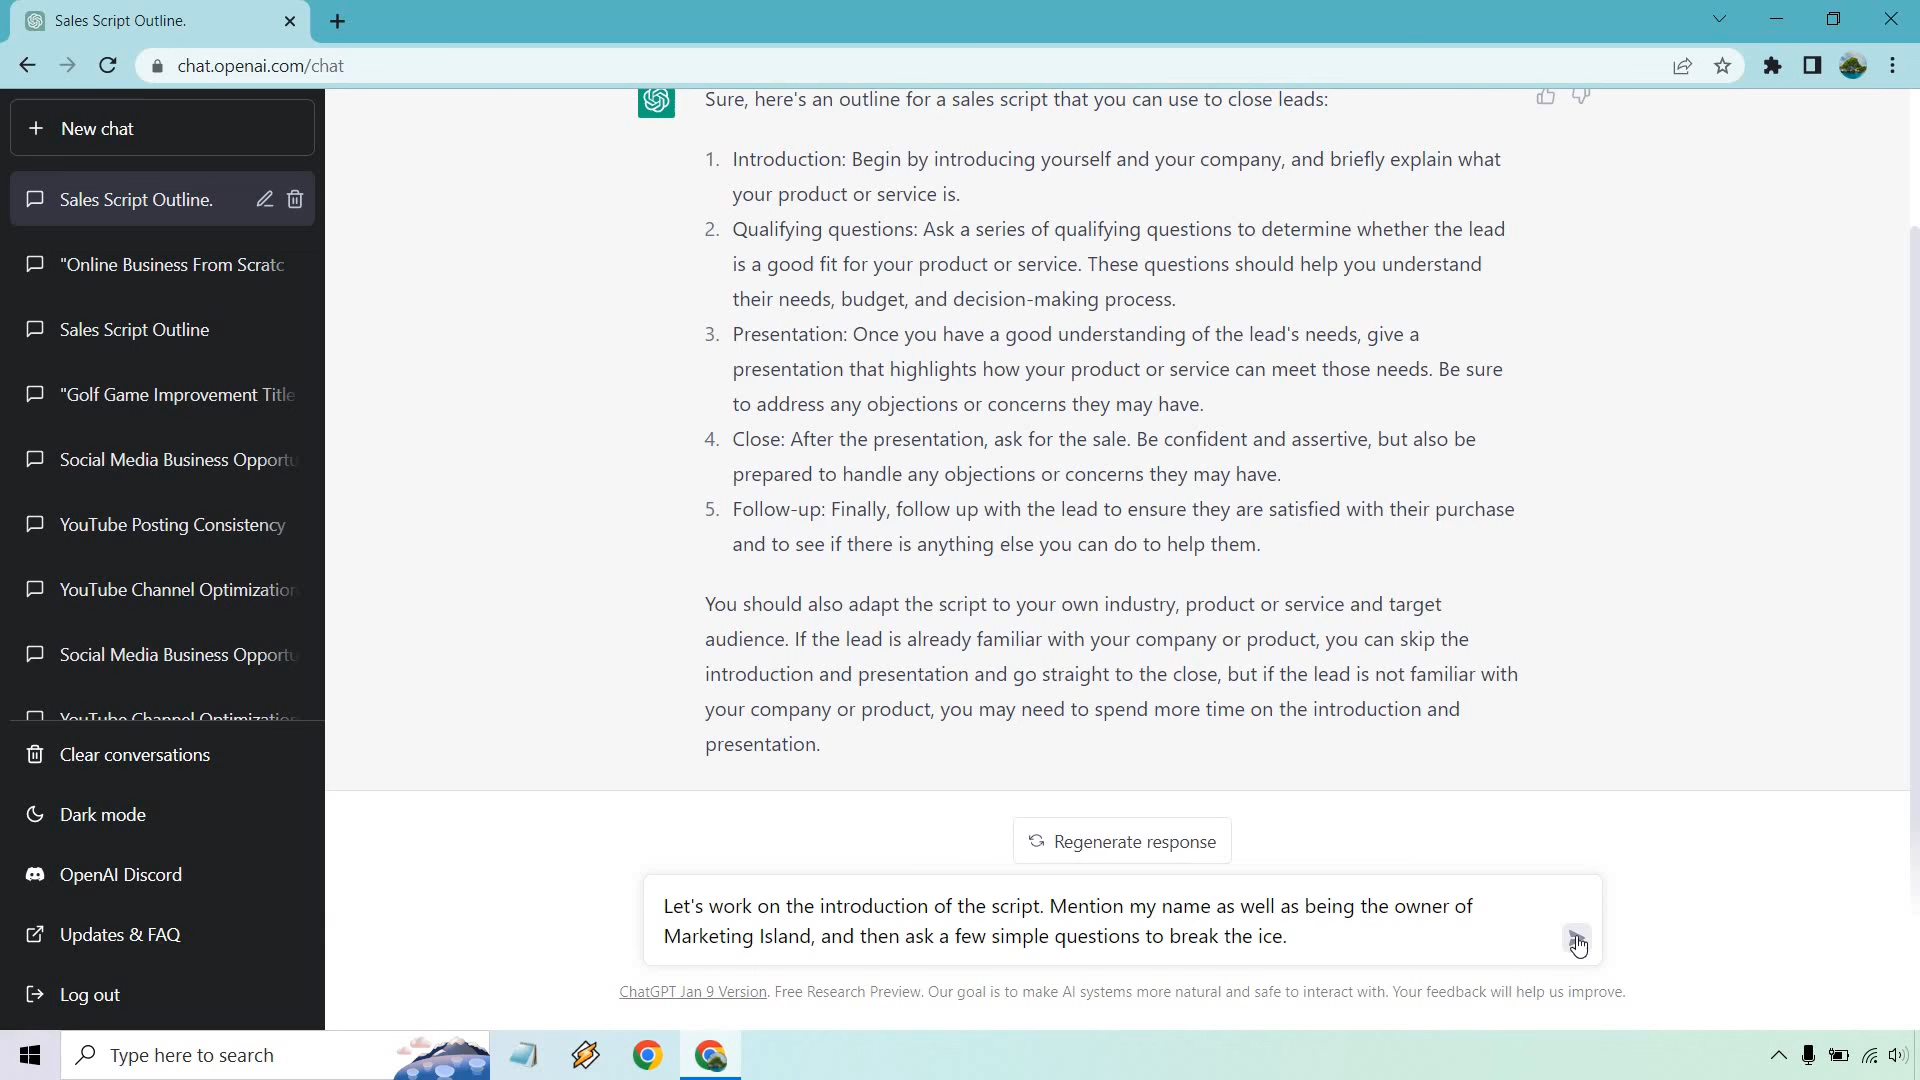 Sales Script Outline.
chat.openai.com/chat
New chat
Sales Script Outline.
"Online Business From Scratc
Sales Script Outline
"Golf Game Improvement Title
Social Media Business Opportu
YouTube Posting Consistency
YouTube Channel Optimization
Social Media Business Opportu
YouTube Channel Optimization
Clear conversations
Dark mode
OpenAI Discord
Updates & FAQ
Log out
Sure, here's an outline for a sales script that you can use to close leads:
1. Introduction: Begin by introducing yourself and your company, and briefly explain what
your product or service is.
2. Qualifying questions: Ask a series of qualifying questions to determine whether the lead
is a good fit for your product or service. These questions should help you understand
their needs, budget, and decision-making process.
3. Presentation: Once you have a good understanding of the lead's needs, give a
presentation that highlights how your product or service can meet those needs. Be sure
to address any objections or concerns they may have.
4. Close: After the presentation, ask for the sale. Be confident and assertive, but also be
prepared to handle any objections or concerns they may have.
5. Follow-up: Finally, follow up with the lead to ensure they are satisfied with their purchase
and to see if there is anything else you can do to help them.
You should also adapt the script to your own industry, product or service and target
audience. If the lead is already familiar with your company or product, you can skip the
introduction and presentation and go straight to the close, but if the lead is not familiar with
your company or product, you may need to spend more time on the introduction and
presentation.
Regenerate response
Let's work on the introduction of the script. Mention my name as well as being the owner of
Marketing Island, and then ask a few simple questions to break the ice.
ChatGPT Jan 9 Version. Free Research Preview. Our goal is to make AI systems more natural and safe to interact with. Your feedback will help us improve.
Type here to search